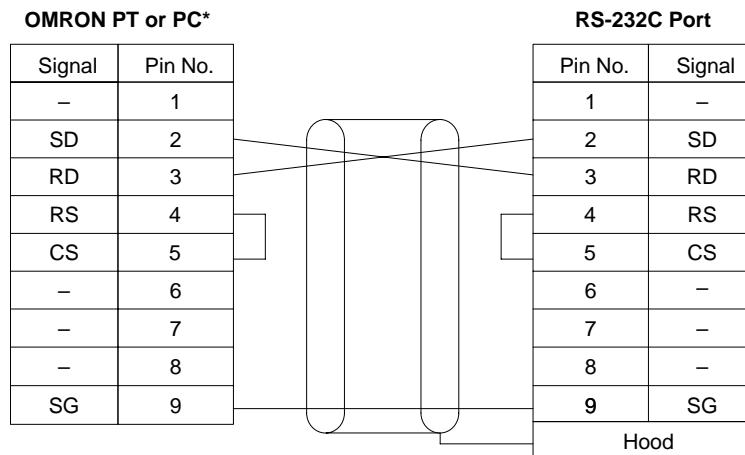 OMRON PT or PC* RS-232C Port
Signal Pin No. Pin No. Signal
– 1 1 –
SD 2 2 SD
RD 3 3 RD
RS 4 4 RS
CS 5 5 CS
– 6 6 –
– 7 7 –
– 8 8 –
SG 9 9 SG
Hood